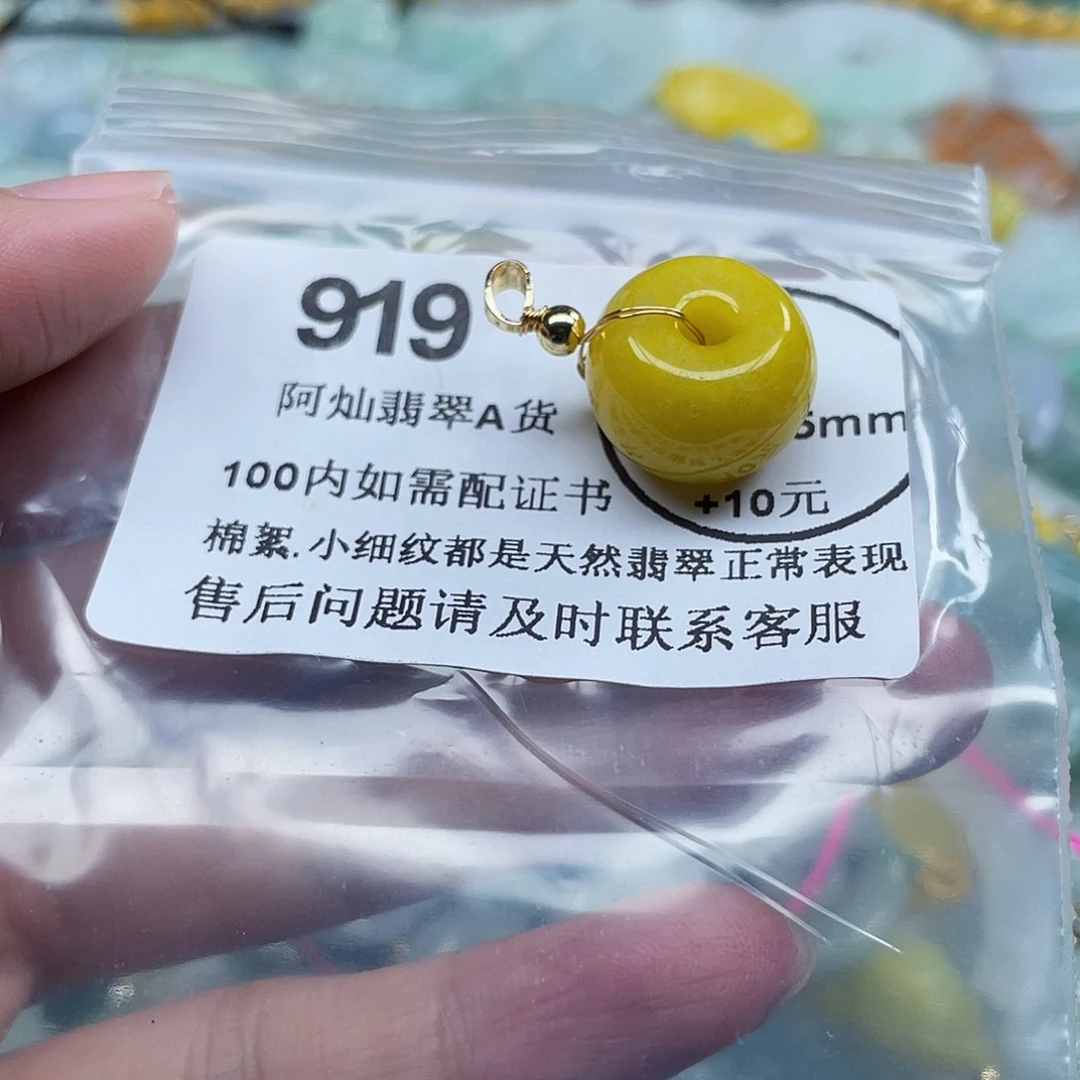 919
阿灿翡翠A货
5mm
100内如需配证书
+10元
棉絮.小细纹都是天然翡翠正常表现
售后问题请及时联系客服